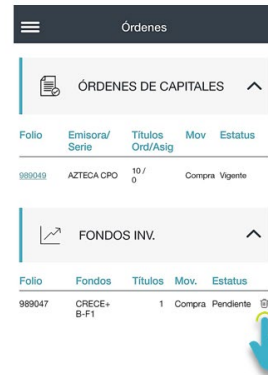 Órdenes
ÓRDENES DE CAPITALES
Folio Emisora/ Títulos Mov Estatus
Serie Ord/Asig
989049 AZTECA CPO 10 / Compra Vigente
0
FONDOS INV.
Folio Fondos Títulos Mov. Estatus
989047 CRECE+ 1 Compra Pendiente
B-F1